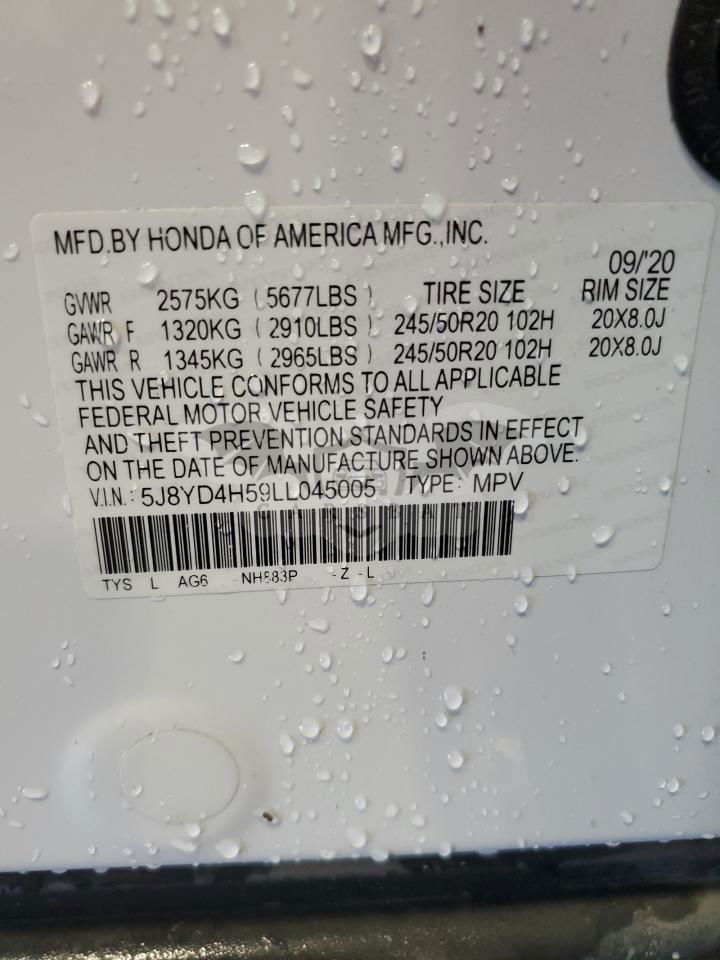 MFD.BY HONDA OF AMERICA MFG.,INC.
09/'20
GVWR 2575KG (5677LBS) TIRE SIZE RIM SIZE
GAWR F 1320KG (2910LBS) 245/50R20 102H 20X8.0J
GAWR R 1345KG (2965LBS) 245/50R20 102H 20X8.0J
THIS VEHICLE CONFORMS TO ALL APPLICABLE
FEDERAL MOTOR VEHICLE SAFETY
AND THEFT PREVENTION STANDARDS IN EFFECT
ON THE DATE OF MANUFACTURE SHOWN ABOVE.
V.I.N.: 5J8YD4H59LL045005 TYPE: MPV
TYS L AG6 -NH883P -Z -L